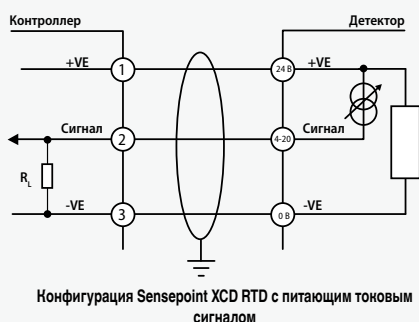 Контроллер Детектор
+VE 1 24 В +VE
Сигнал 2 4-20 Сигнал
RL
-VE 3 0 В -VE
Конфигурация Sensepoint XCD RTD с питающим токовым
сигналом